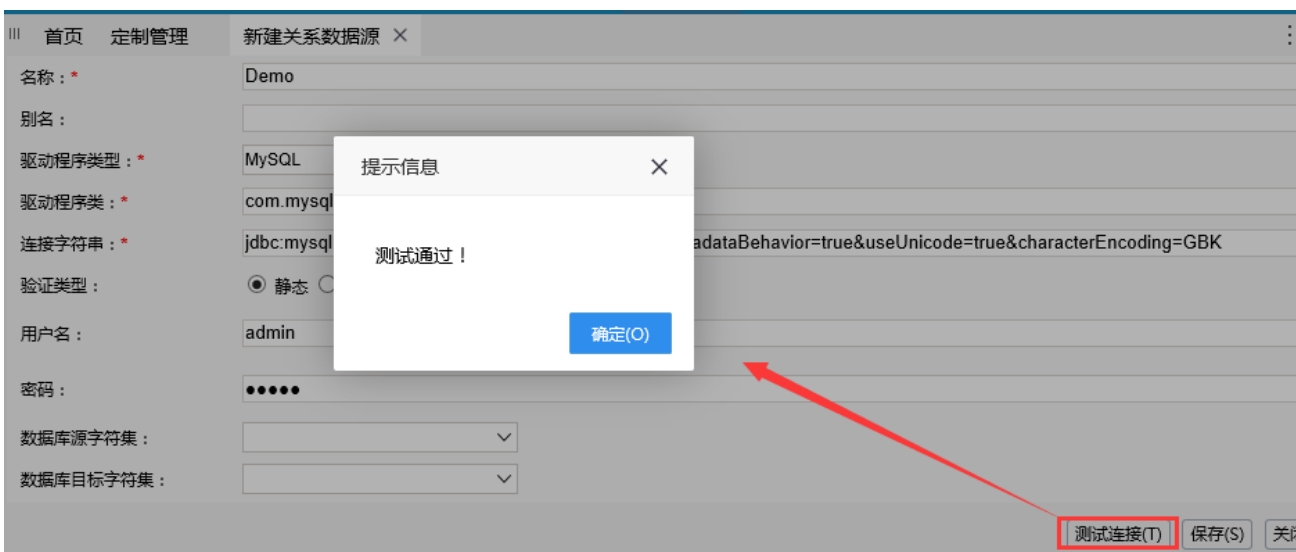 首页 定制管理 新建关系数据源
名称：* Demo
别名：
驱动程序类型：* MySQL
提示信息
驱动程序类：* com.mysql
连接字符串：* jdbc:mysql adataBehavior=true&useUnicode=true&characterEncoding=GBK
测试通过！
验证类型： 静态
用户名： admin
确定(O)
密码： •••••
数据库源字符集：
数据库目标字符集：
测试连接(T) 保存(S) 关闭